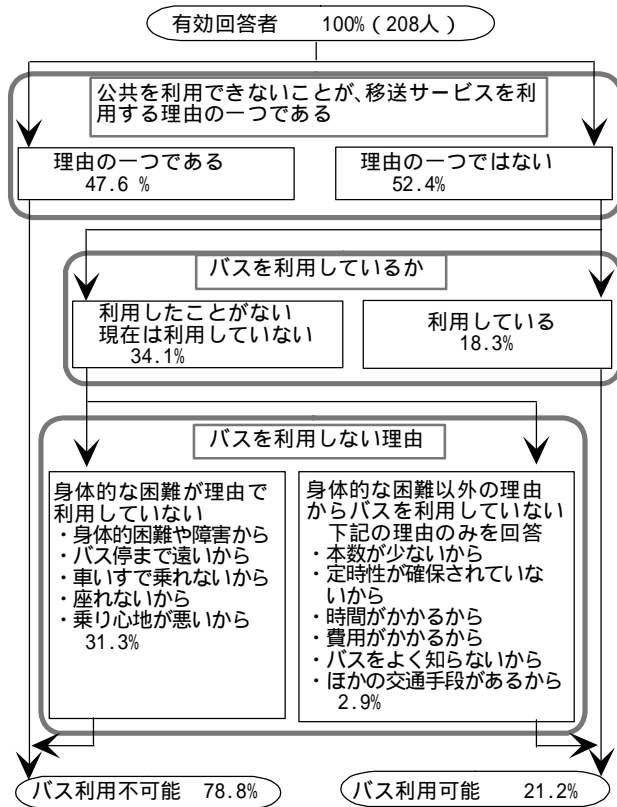 有効回答者 100%(208人)
公共を利用できないことが、移送サービスを利
用する理由の一つである
理由の一つである
47.6 %
理由の一つではない
52.4%
バスを利用しているか
利用したことがない
現在は利用していない
34.1%
利用している
18.3%
バスを利用しない理由
身体的な困難が理由で
利用していない
・身体的困難や障害から
・バス停まで遠いから
・車いすで乗れないから
・座れないから
・乗り心地が悪いから
31.3%
身体的な困難以外の理由
からバスを利用していない
下記の理由のみを回答
・本数が少ないから
・定時性が確保されていな
いから
・時間がかかるから
・費用がかかるから
・バスをよく知らないから
・ほかの交通手段があるから
2.9%
バス利用不可能 78.8%
バス利用可能 21.2%